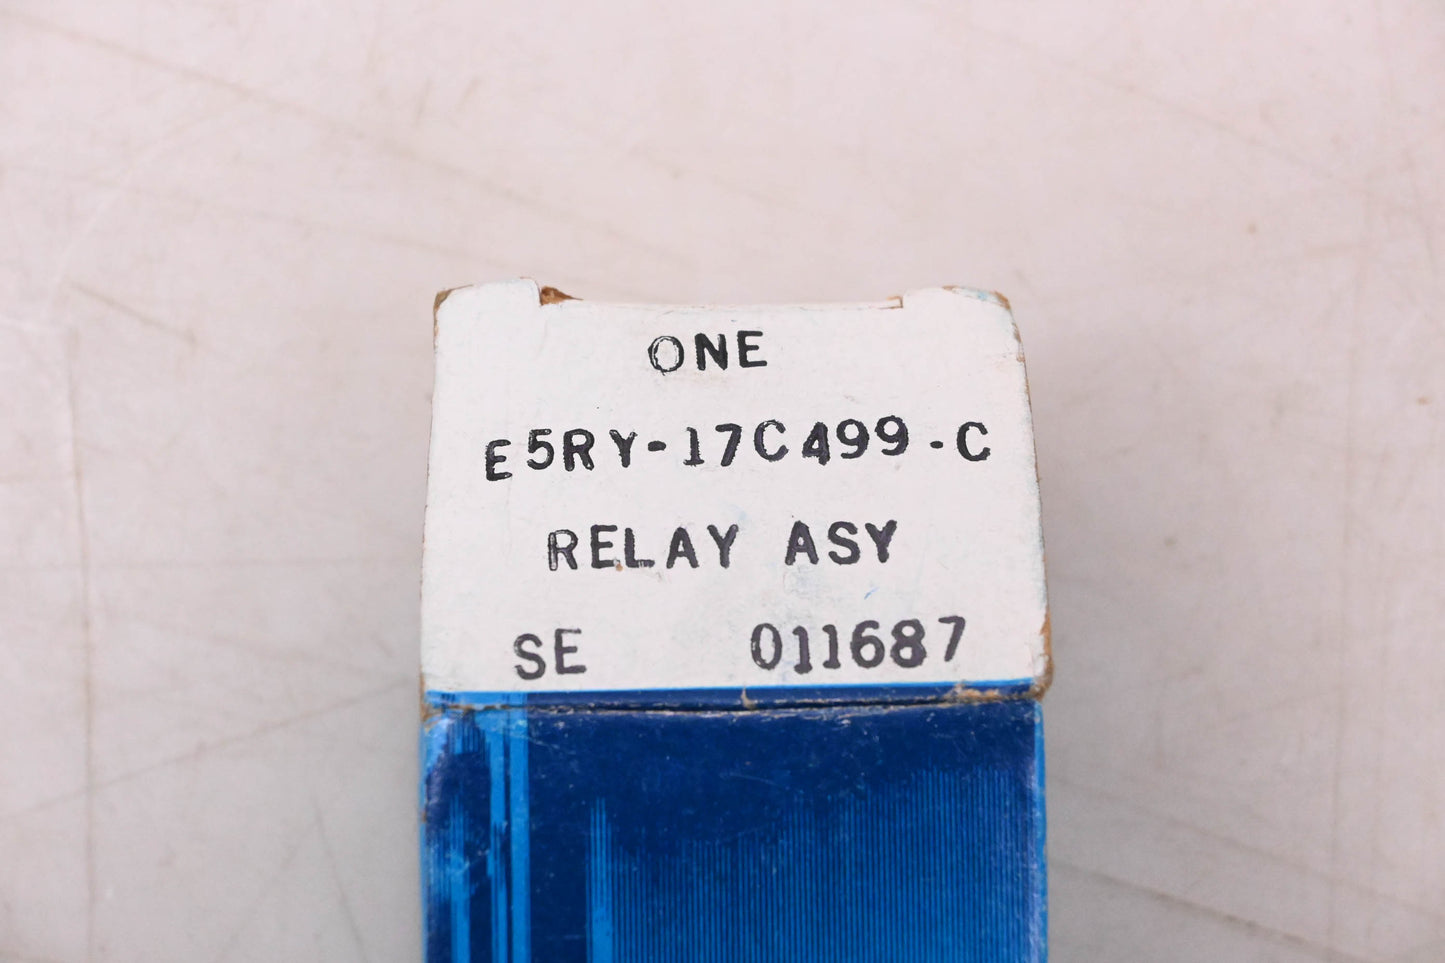 ONE
E5RY-17C499-C
RELAY ASY
SE 011687